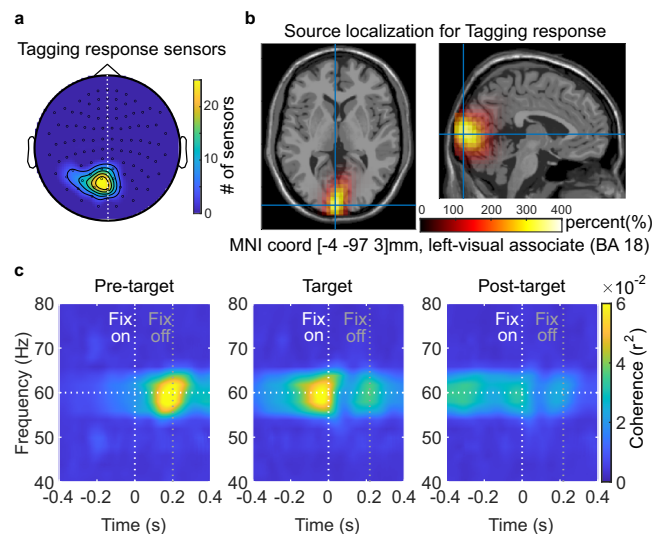 a
Tagging response sensors
20
10
0
# of sensors
b
Source localization for Tagging response
0 100 200 300 400 percent(%)
MNI coord [-4 -97 3]mm, left-visual associate (BA 18)
c
Pre-target
Target
Post-target
Fix on
Fix off
Fix on
Fix off
Fix on
Fix off
80
70
60
50
40
Frequency (Hz)
-0.4 -0.2 0 0.2 0.4
Time (s)
-0.4 -0.2 0 0.2 0.4
Time (s)
-0.4 -0.2 0 0.2 0.4
Time (s)
×10⁻²
6
4
2
0
Coherence (r²)